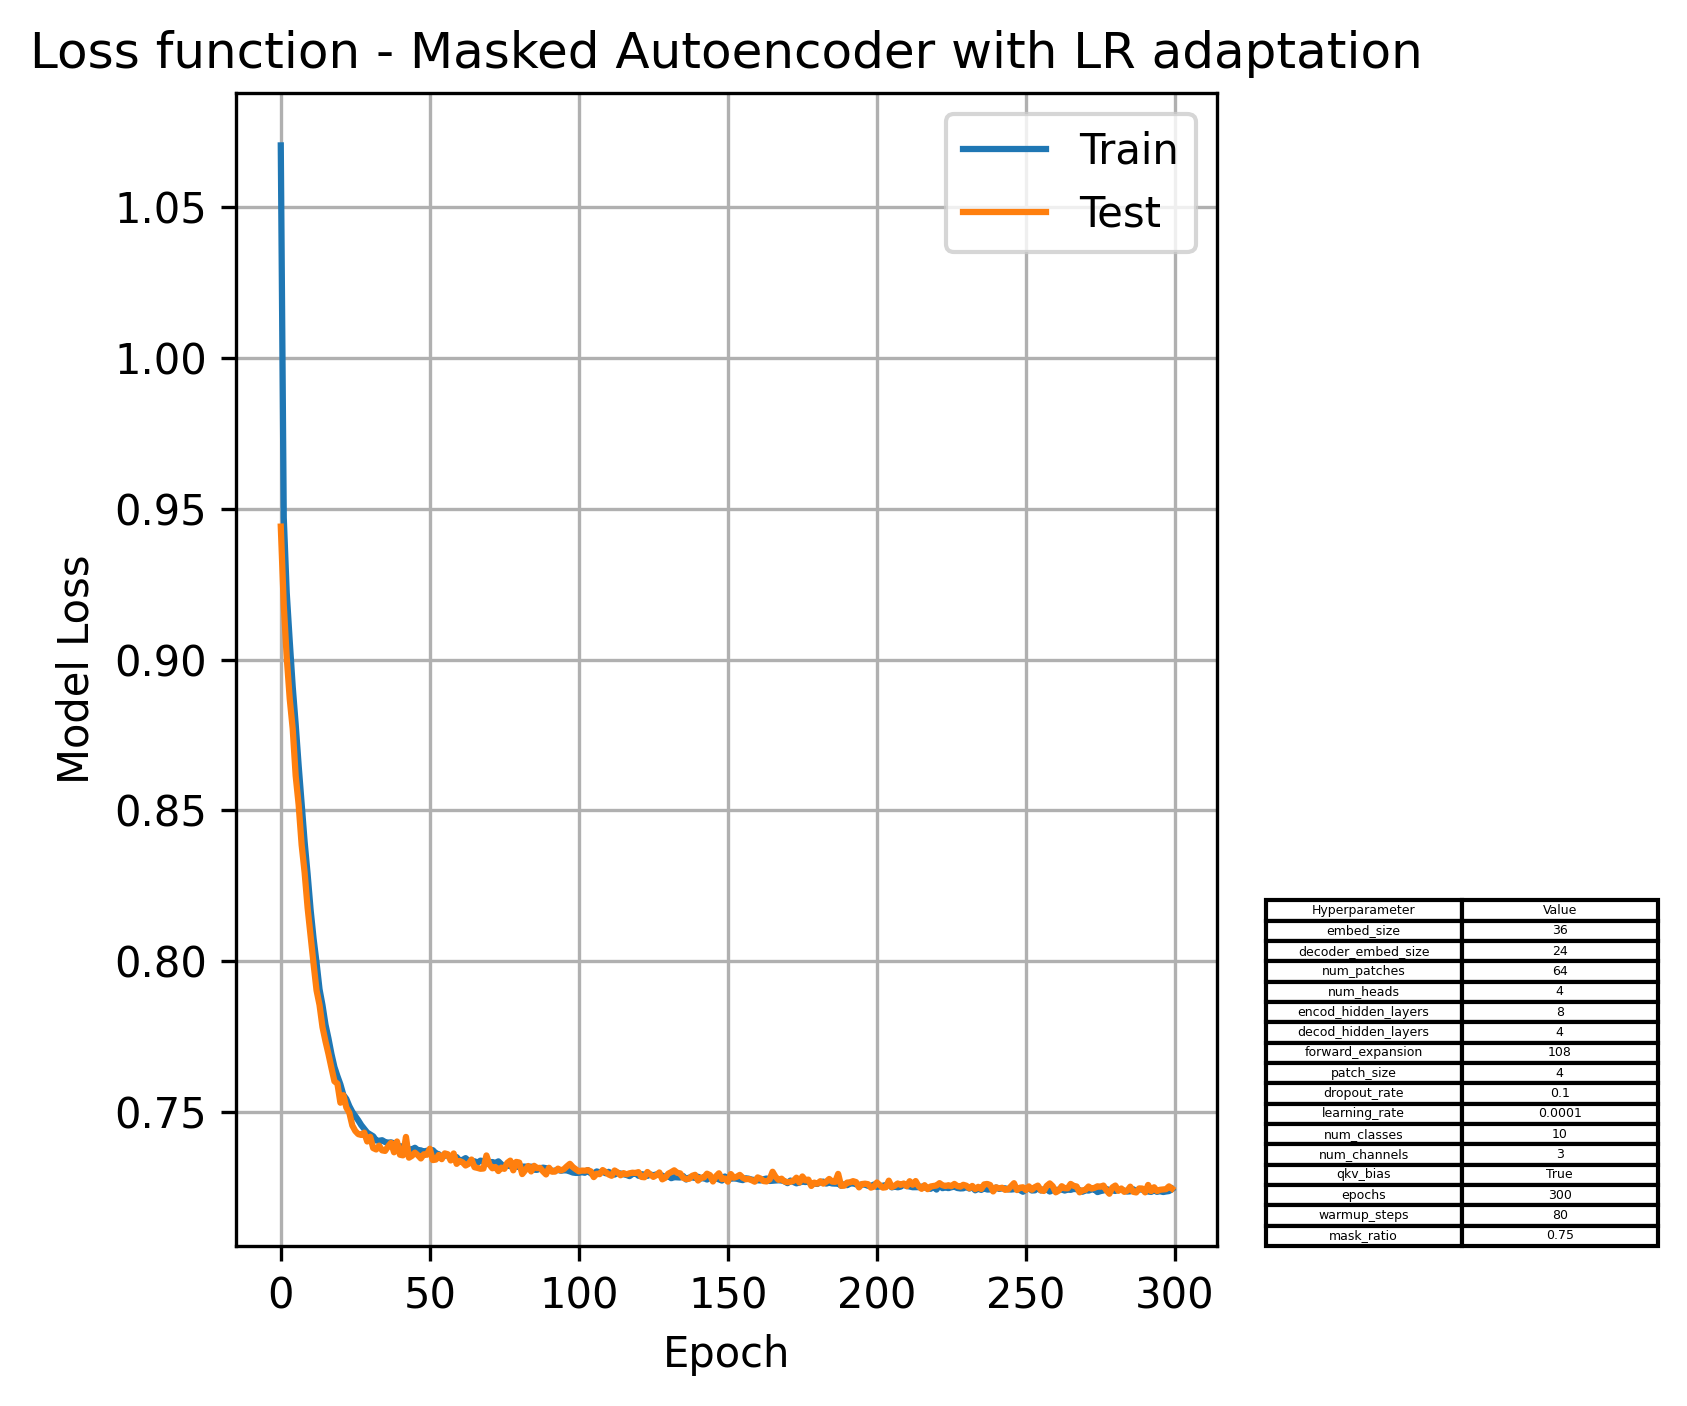 Loss function - Masked Autoencoder with LR adaptation
Train
Test
1.05
1.00
0.95
0.90
0.85
0.80
0.75
Model Loss
0 50 100 150 200 250 300
Epoch
Hyperparameter Value
embed_size 36
decoder_embed_size 24
num_patches 64
num_heads 4
encod_hidden_layers 8
decod_hidden_layers 4
forward_expansion 108
patch_size 4
dropout_rate 0.1
learning_rate 0.0001
num_classes 10
num_channels 3
qkv_bias True
epochs 300
warmup_steps 80
mask_ratio 0.75